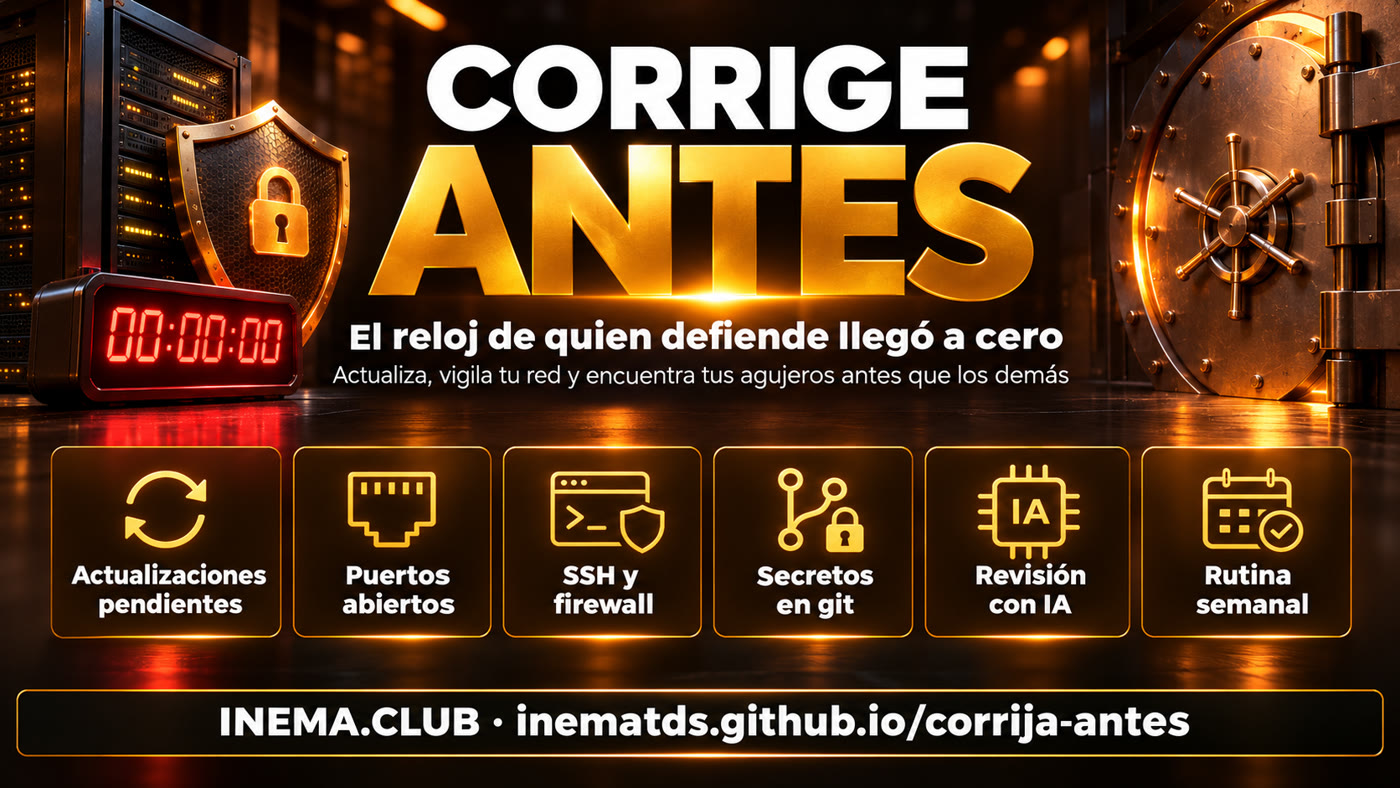 CORRIGE
ANTES
00:00:00
El reloj de quien defiende llegó a cero
Actualiza, vigila tu red y encuentra tus agujeros antes que los demás
Actualizaciones
pendientes
Puertos
abiertos
>_
SSH y
firewall
Secretos
en git
IA
Revisión
con IA
Rutina
semanal
INEMA.CLUB · inematds.github.io/corrija-antes